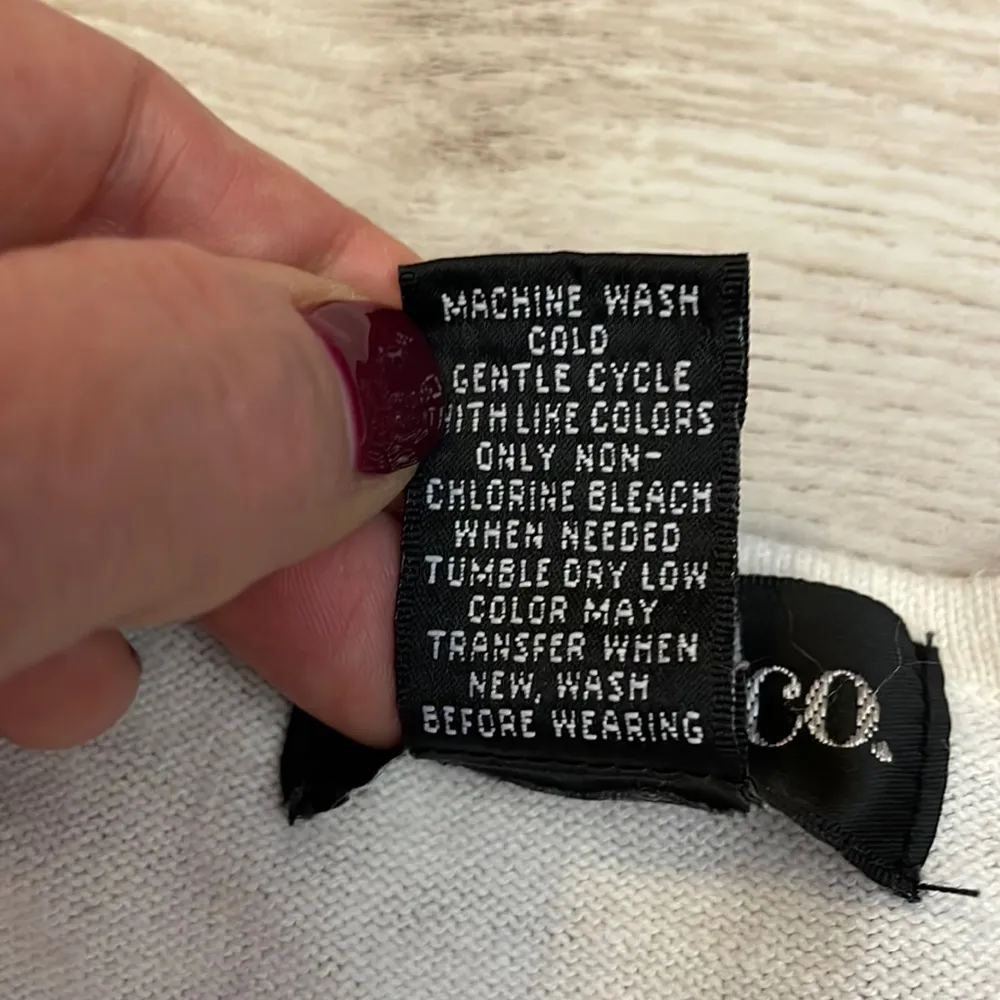 MACHINE WASH
COLD
GENTLE CYCLE
WITH LIKE COLORS
ONLY NON-
CHLORINE BLEACH
WHEN NEEDED
TUMBLE DRY LOW
COLOR MAY
TRANSFER WHEN
NEW, WASH
BEFORE WEARING
CO.